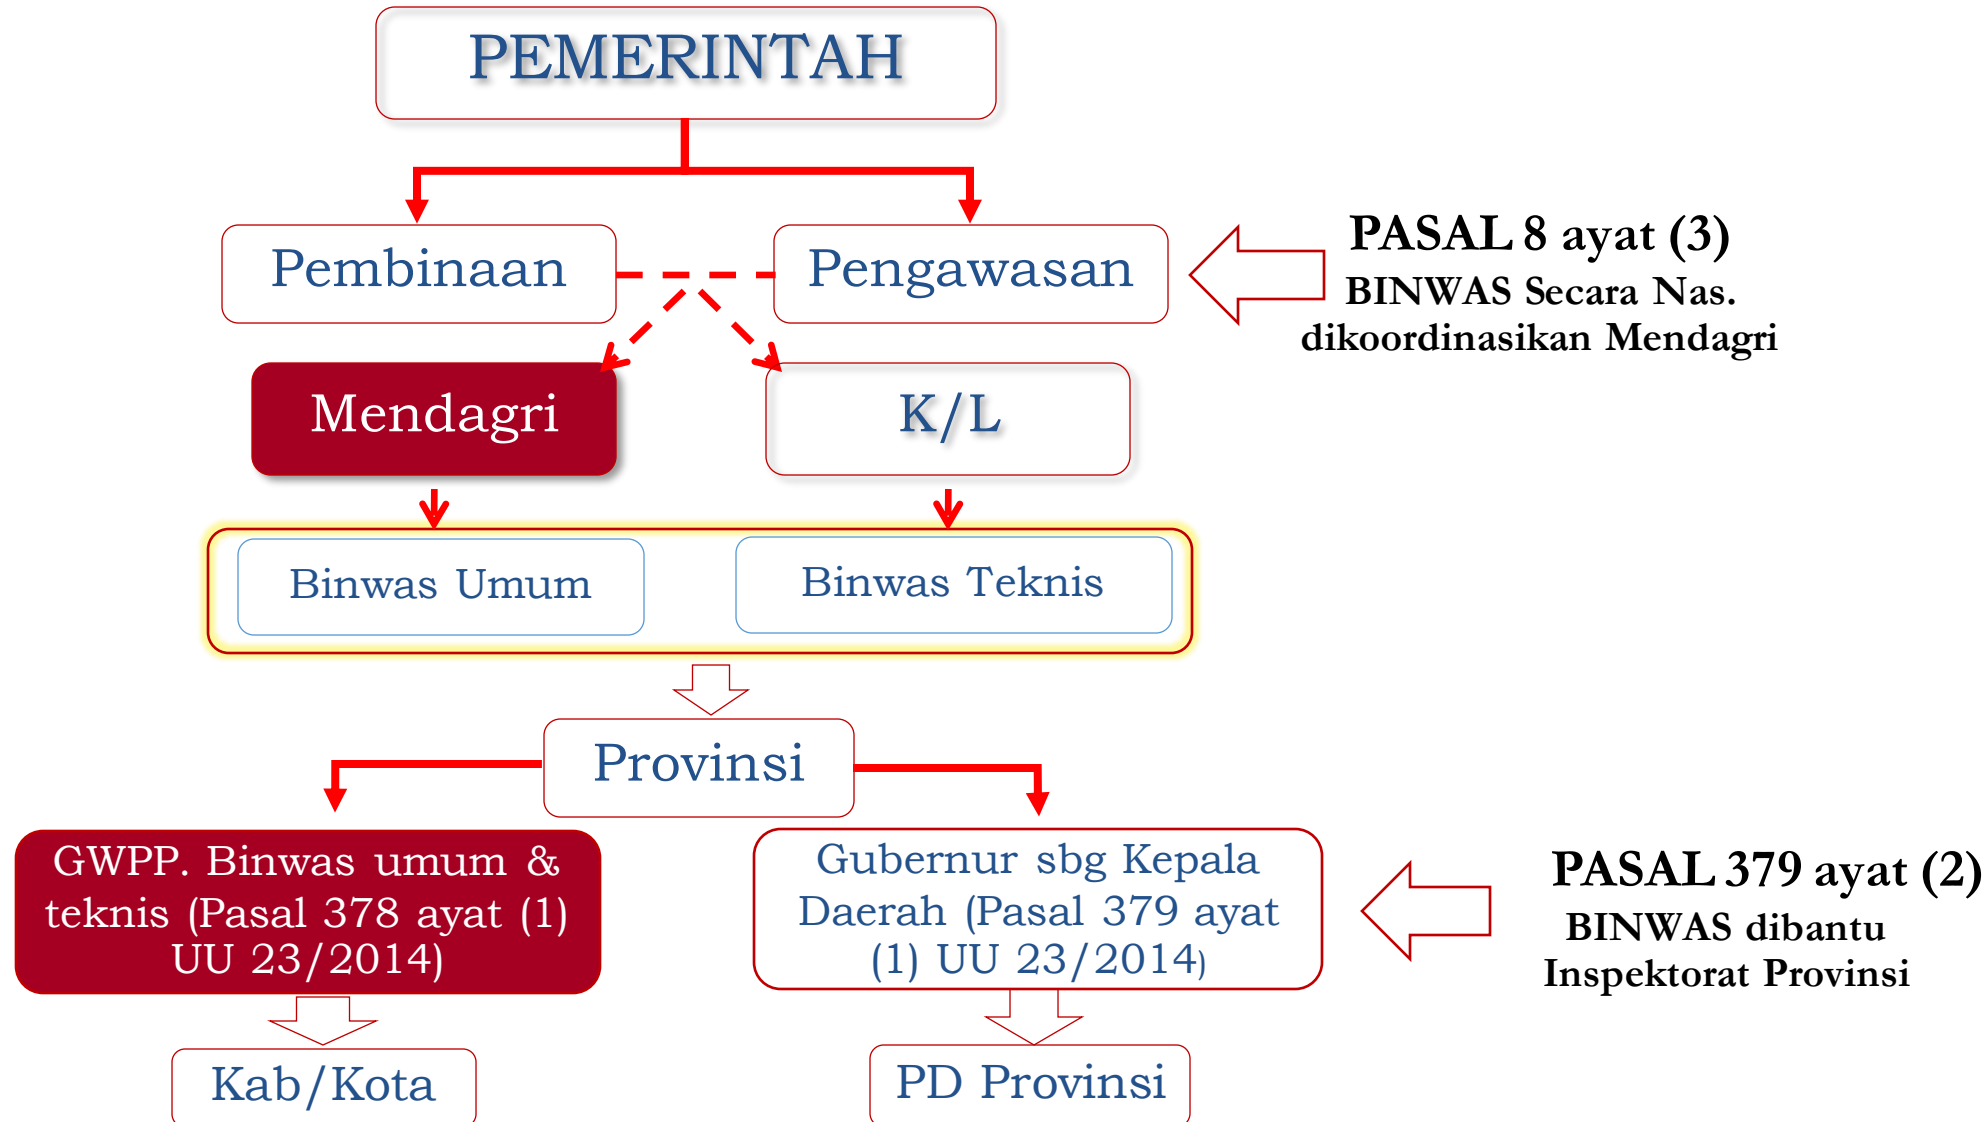 PEMERINTAH
Pembinaan
Pengawasan
PASAL 8 ayat (3)
BINWAS Secara Nas.
dikoordinasikan Mendagri
Mendagri
K/L
Binwas Umum
Binwas Teknis
Provinsi
GWPP. Binwas umum &
teknis (Pasal 378 ayat (1)
UU 23/2014)
Gubernur sbg Kepala
Daerah (Pasal 379 ayat
(1) UU 23/2014)
PASAL 379 ayat (2)
BINWAS dibantu
Inspektorat Provinsi
Kab/Kota
PD Provinsi